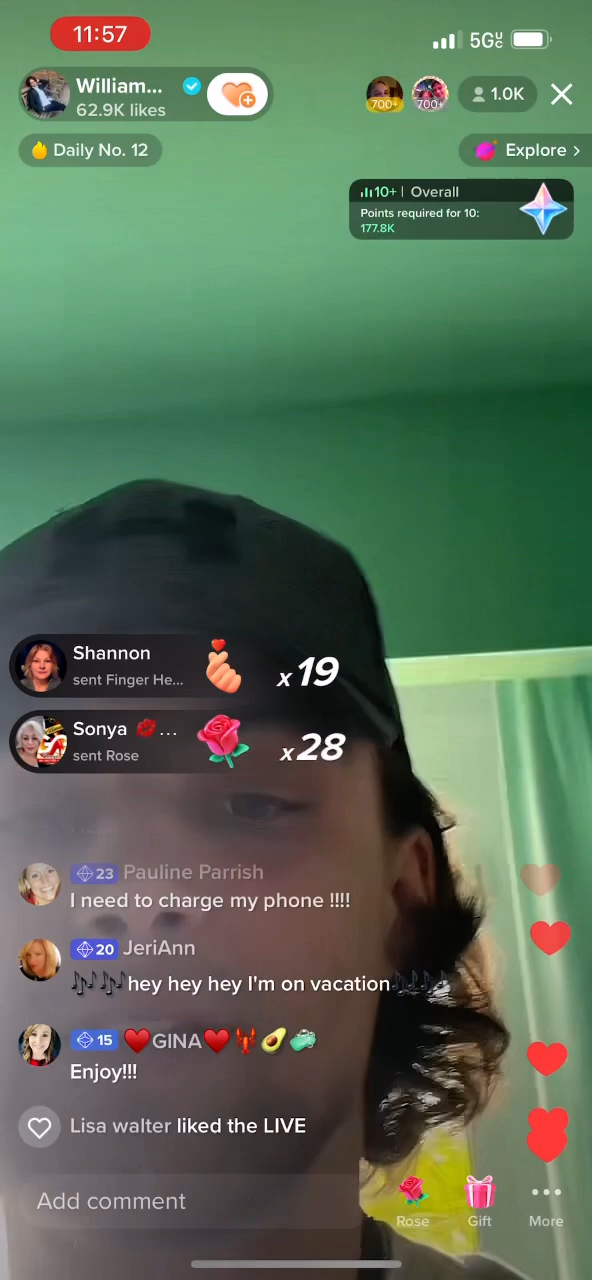 11:57
5G UC
William...
62.9K likes
700+
700+
1.0K
Daily No. 12
Explore >
10+ | Overall
Points required for 10:
177.8K
Shannon
sent Finger He...
x19
Sonya 💋...
sent Rose
x28
23 Pauline Parrish
I need to charge my phone !!!!
20 JeriAnn
🎶🎶hey hey hey I'm on vacation🎶🎶
15 ❤️GINA❤️🦞🥑🧼
Enjoy!!!
Lisa walter liked the LIVE
Add comment
Rose
Gift
More